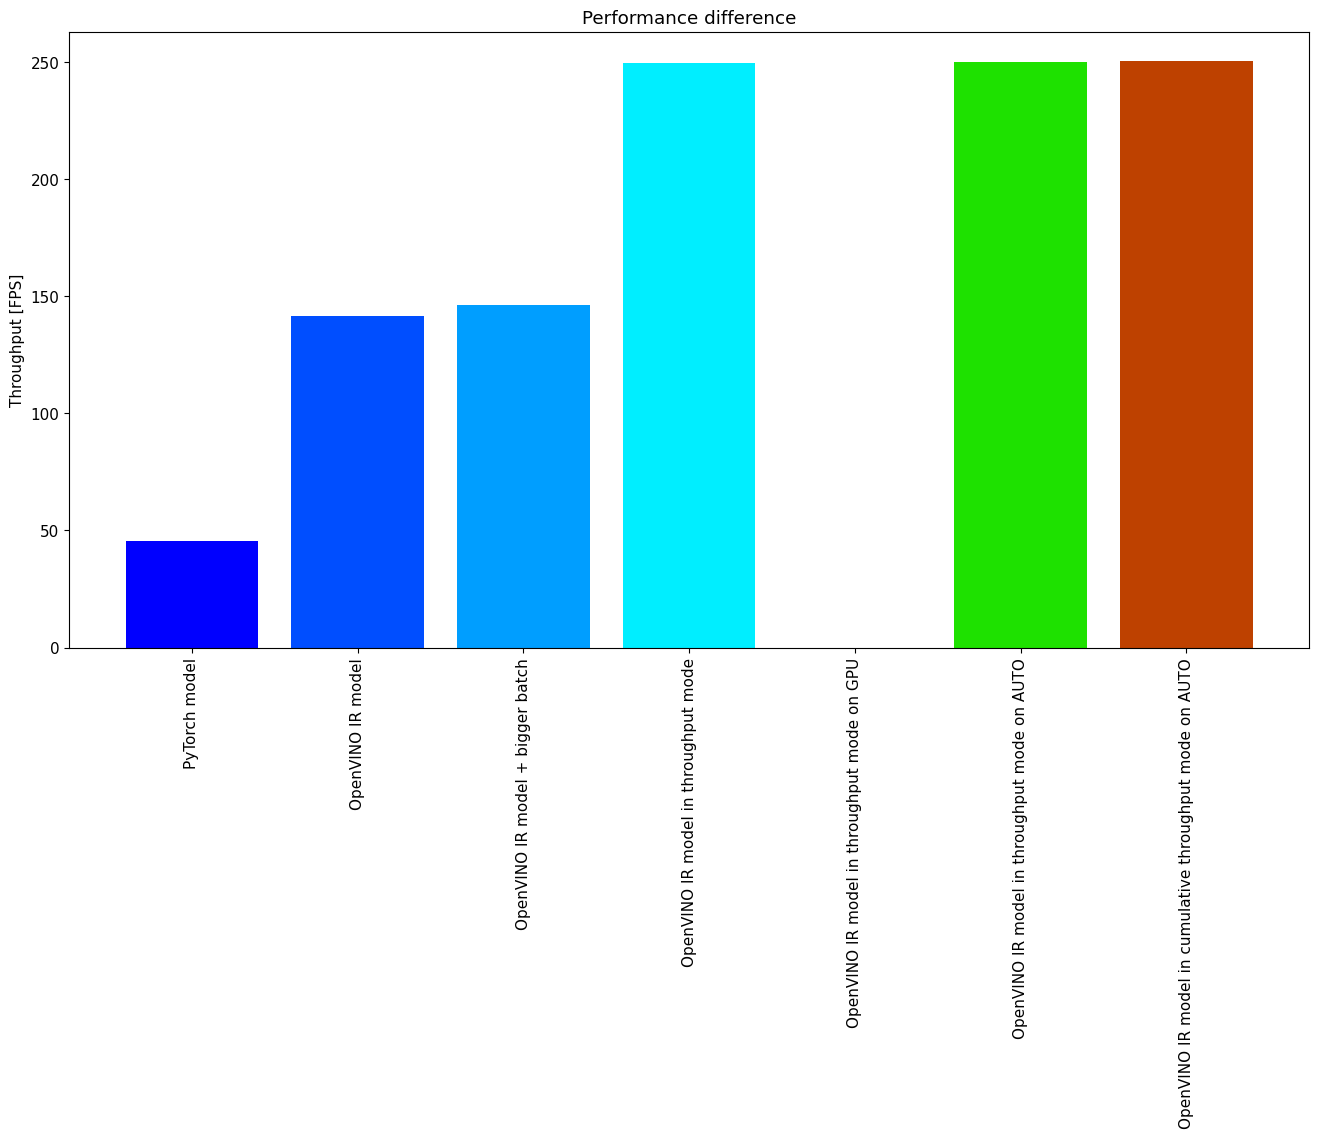 Performance difference
Throughput [FPS]
250
200
150
100
50
0
PyTorch model
OpenVINO IR model
OpenVINO IR model + bigger batch
OpenVINO IR model in throughput mode
OpenVINO IR model in throughput mode on GPU
OpenVINO IR model in throughput mode on AUTO
OpenVINO IR model in cumulative throughput mode on AUTO